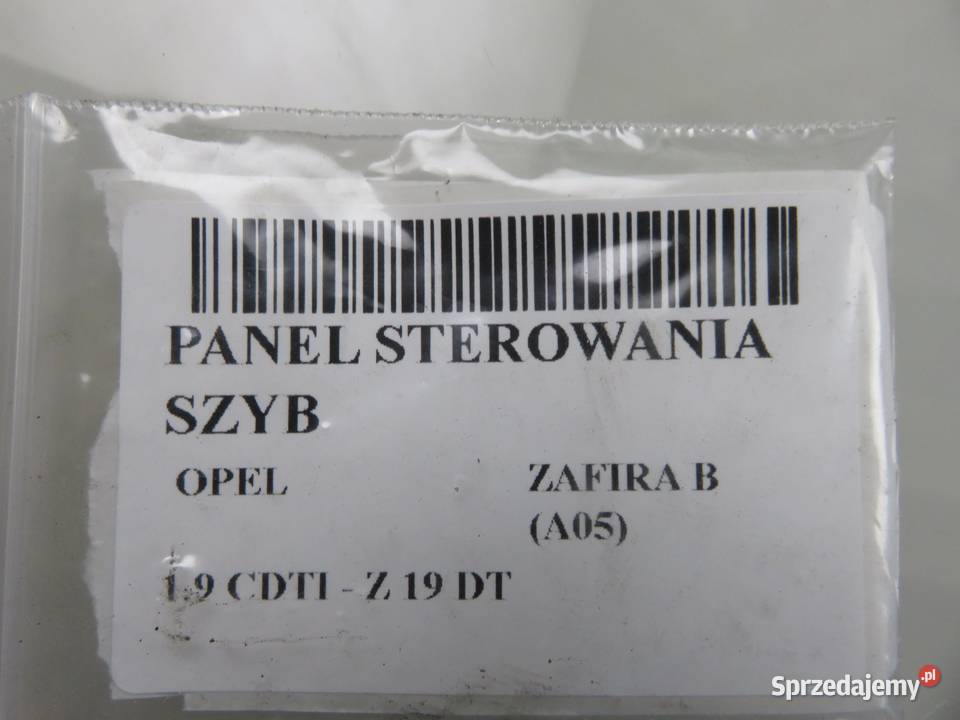 PANEL STEROWANIA
SZYB
OPEL ZAFIRA B
(A05)
1.9 CDTI - Z 19 DT
Sprzedajemy.pl